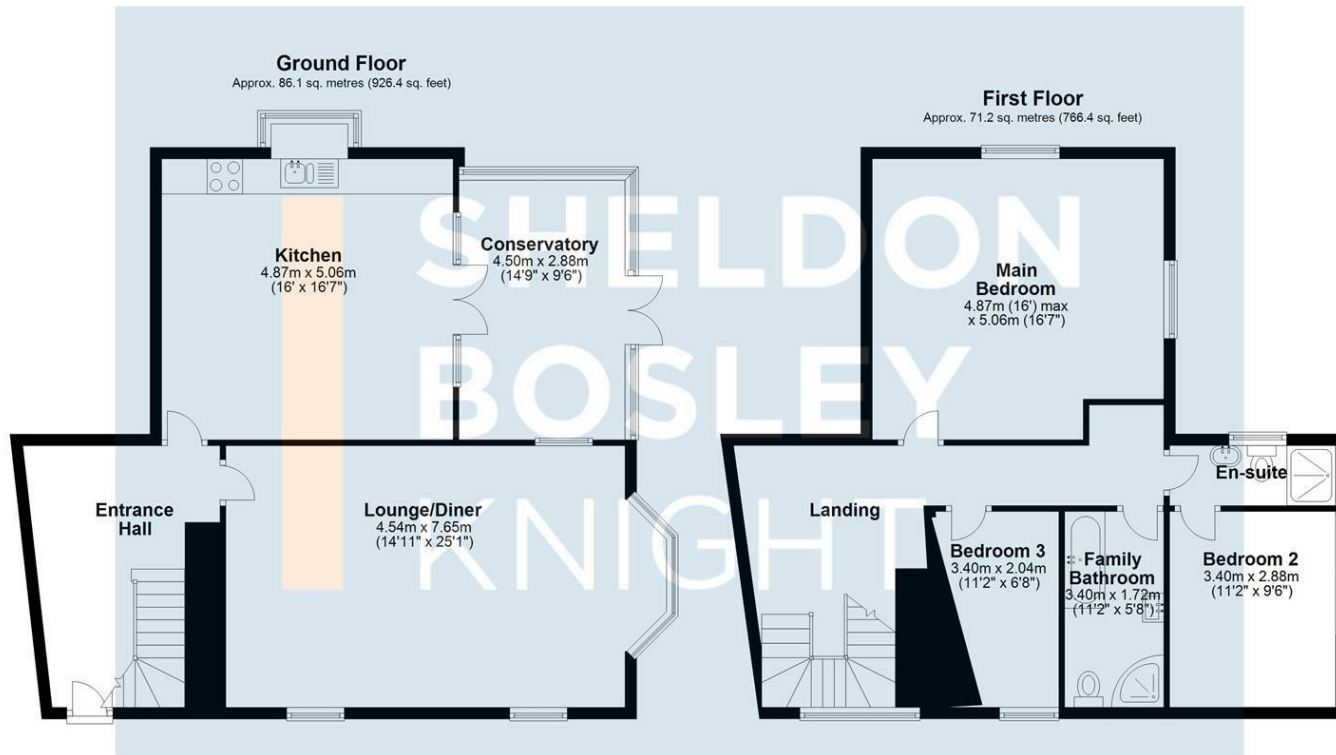 Ground Floor
Approx. 86.1 sq. metres (926.4 sq. feet)
First Floor
Approx. 71.2 sq. metres (766.4 sq. feet)
SHELDON
BOSLEY
KNIGHT
Kitchen
4.87m x 5.06m
(16' x 16'7")
Conservatory
4.50m x 2.88m
(14'9" x 9'6")
Main
Bedroom
4.87m (16') max
x 5.06m (16'7")
Entrance
Hall
Lounge/Diner
4.54m x 7.65m
(14'11" x 25'1")
Landing
En-suite
Bedroom 3
3.40m x 2.04m
(11'2" x 6'8")
Family
Bathroom
3.40m x 1.72m
(11'2" x 5'8")
Bedroom 2
3.40m x 2.88m
(11'2" x 9'6")